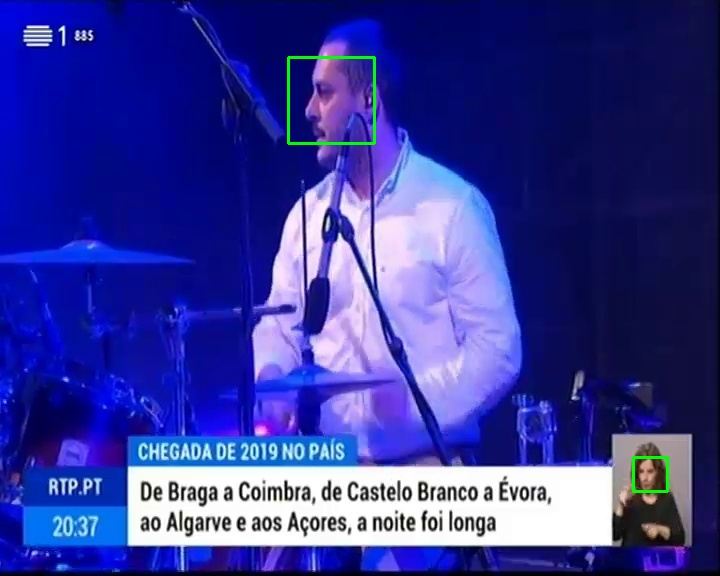 1 885
CHEGADA DE 2019 NO PAÍS
RTP.PT
De Braga a Coimbra, de Castelo Branco a Évora,
20:37
ao Algarve e aos Açores, a noite foi longa